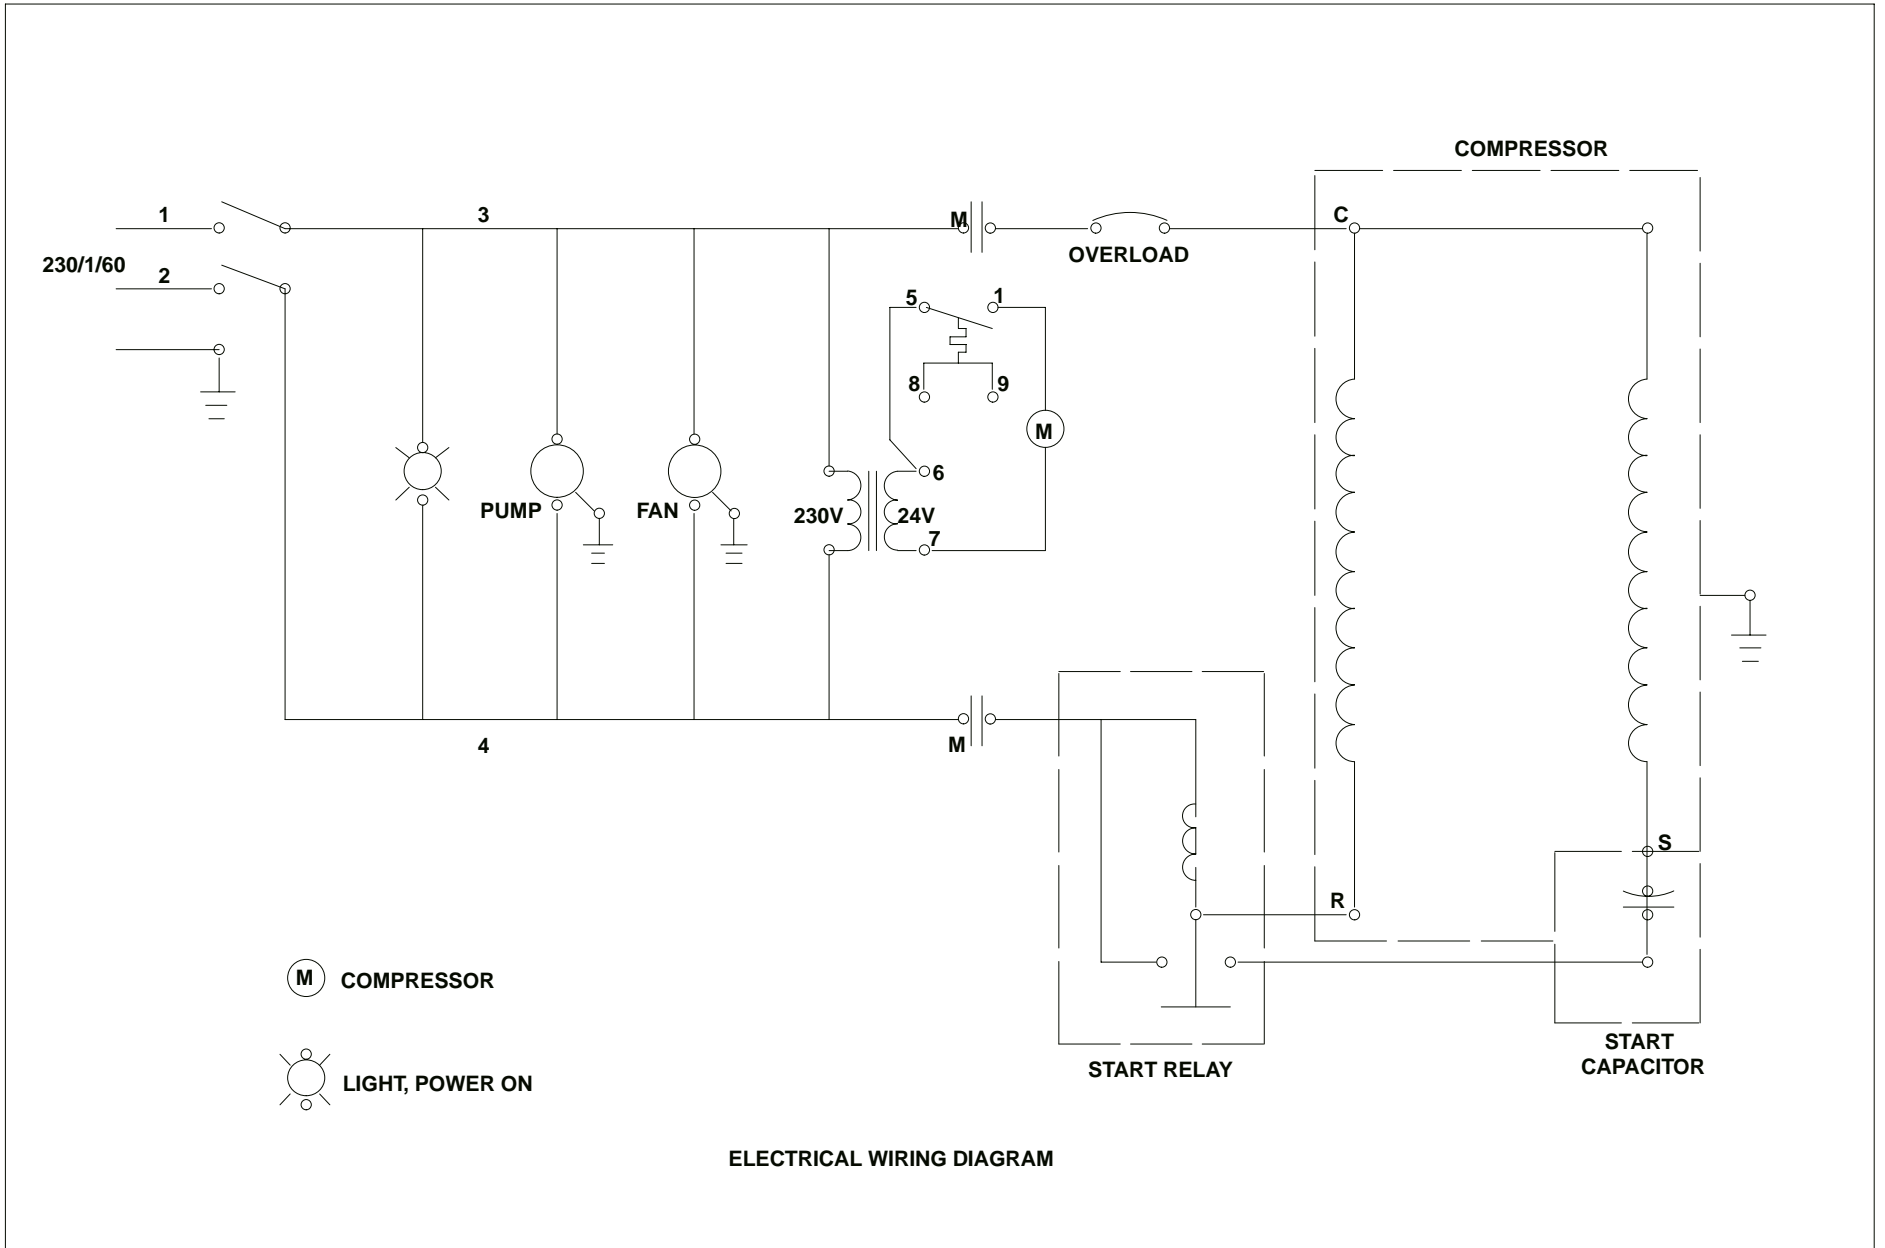 COMPRESSOR
1
3
M
C
OVERLOAD
230/1/60
2
5
1
8
9
M
6
PUMP
FAN
230V
24V
7
4
M
S
R
M
COMPRESSOR
START RELAY
START
CAPACITOR
LIGHT, POWER ON
ELECTRICAL WIRING DIAGRAM